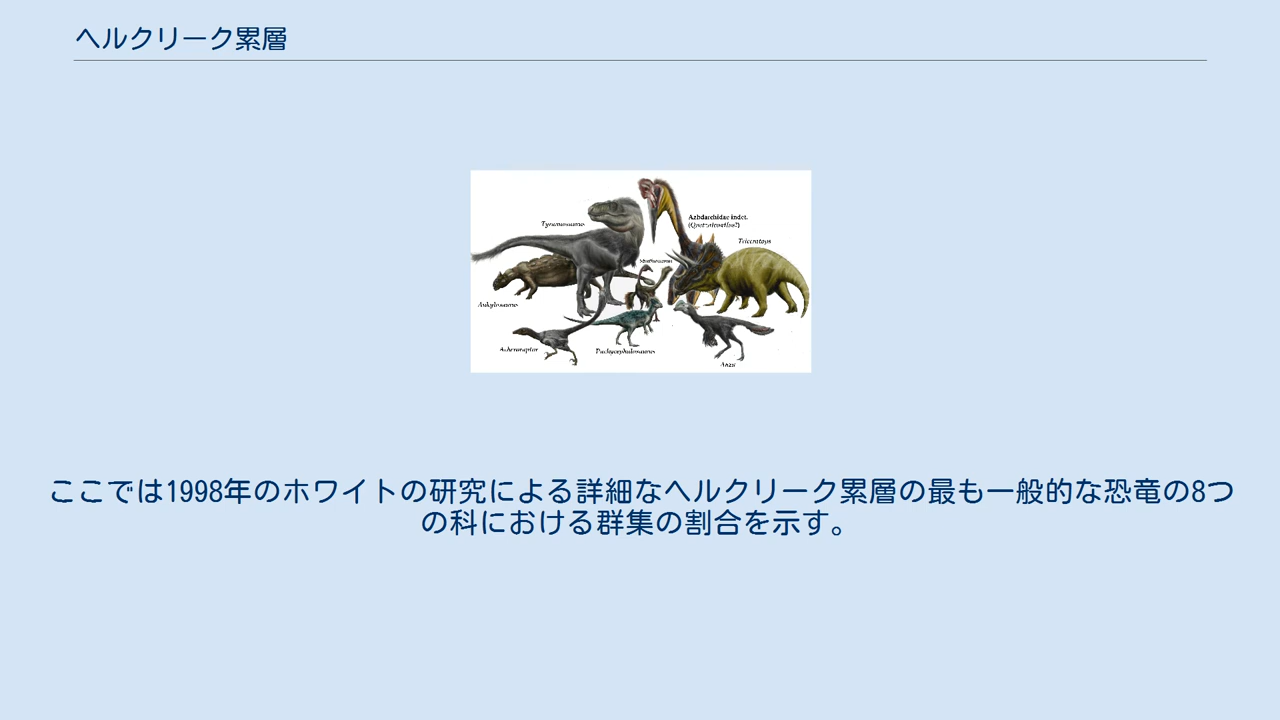 ヘルクリーク累層
Azhdarchidae indet.
(Quetzalcoatlus?)
Tyrannosaurus
Triceratops
Ankylosaurus
Acheroraptor
Pachycephalosaurus
Anzu
ここでは1998年のホワイトの研究による詳細なヘルクリーク累層の最も一般的な恐竜の8つ
の科における群集の割合を示す。